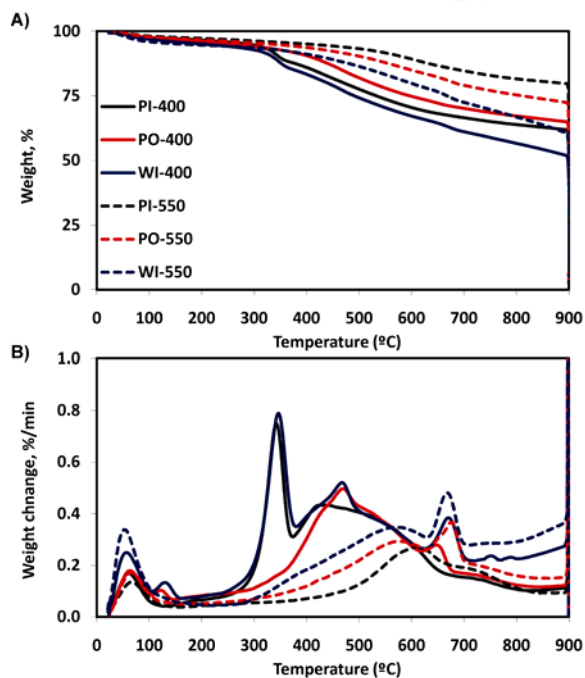 A)
100
75
50
25
0
Weight, %
PI-400
PO-400
WI-400
PI-550
PO-550
WI-550
0 100 200 300 400 500 600 700 800 900
Temperature (ºC)
B)
1.0
0.8
0.6
0.4
0.2
0.0
Weight chnange, %/min
0 100 200 300 400 500 600 700 800 900
Temperature (ºC)